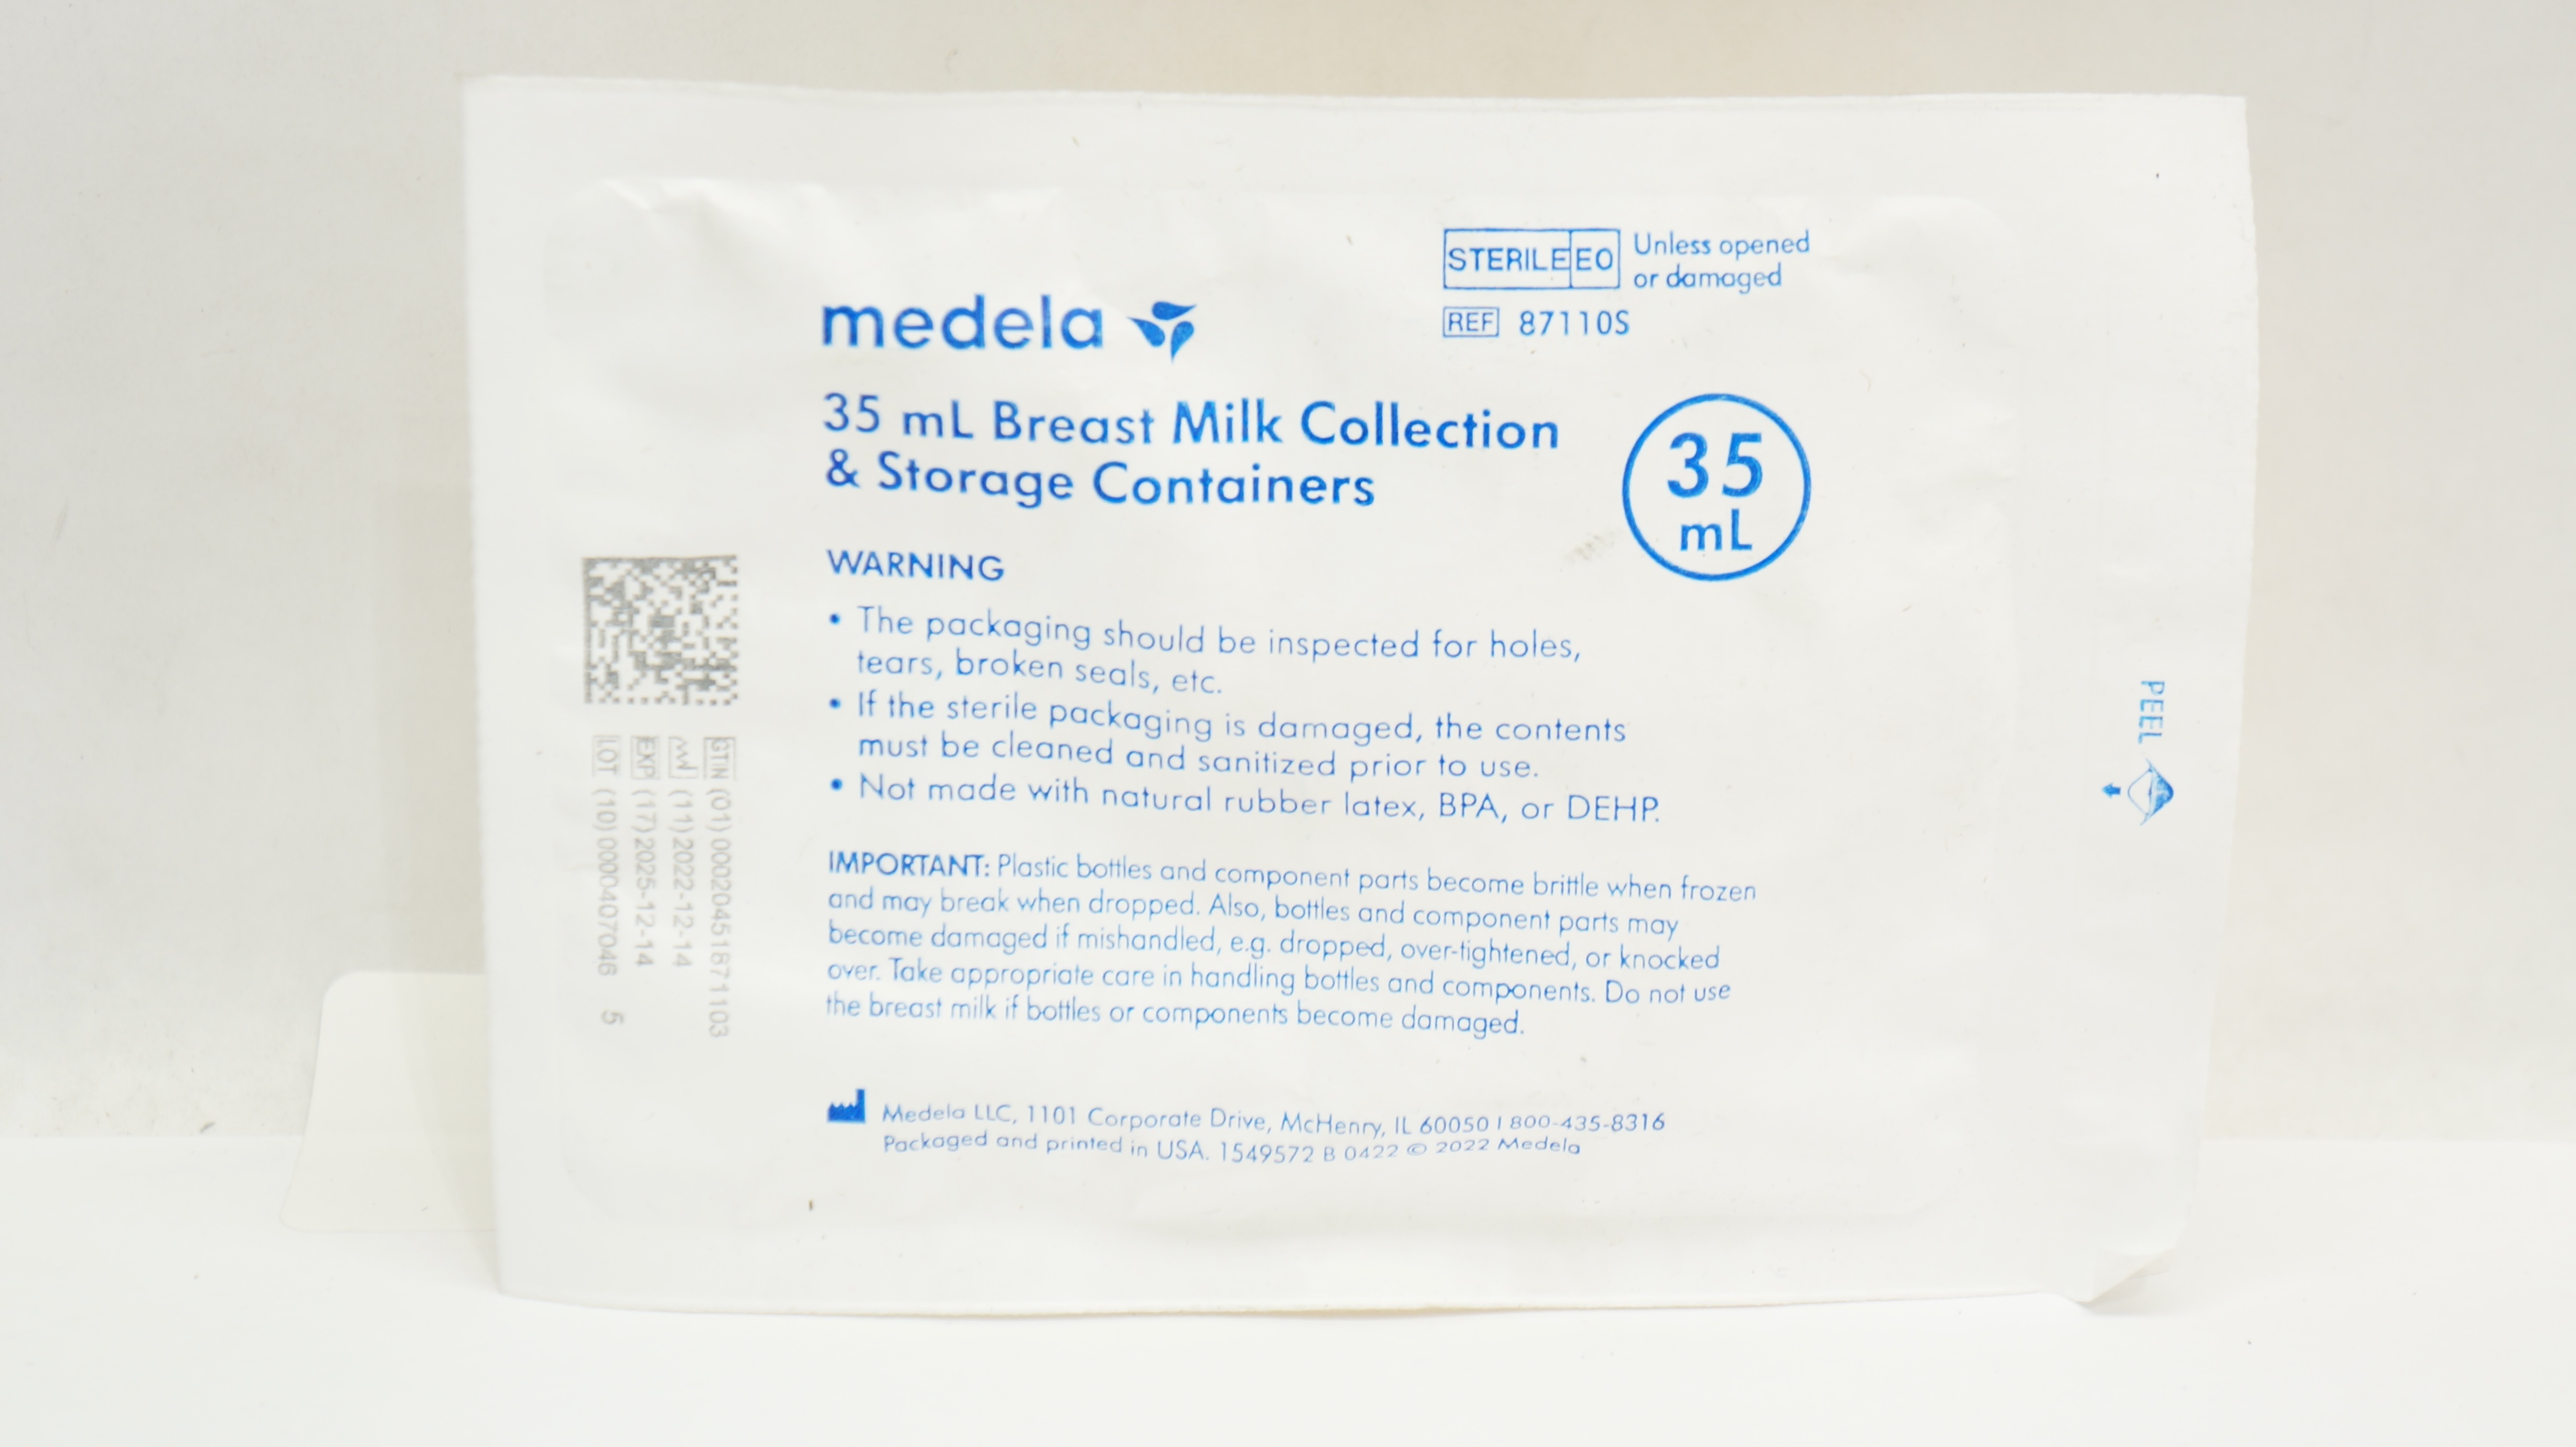 STERILE EO Unless opened
or damaged
REF 87110S
medela
35 mL Breast Milk Collection
& Storage Containers
35
mL
WARNING
• The packaging should be inspected for holes,
tears, broken seals, etc.
• If the sterile packaging is damaged, the contents
must be cleaned and sanitized prior to use.
• Not made with natural rubber latex, BPA, or DEHP.
IMPORTANT: Plastic bottles and component parts become brittle when frozen
and may break when dropped. Also, bottles and component parts may
become damaged if mishandled, e.g. dropped, over-tightened, or knocked
over. Take appropriate care in handling bottles and components. Do not use
the breast milk if bottles or components become damaged.
Medela LLC, 1101 Corporate Drive, McHenry, IL 60050 | 800-435-8316
Packaged and printed in USA. 1549572 B 0422 © 2022 Medela
GTIN (01) 00020451871103
(11)2022-12-14
EXP (17)2025-12-14
LOT (10)0000407046 5
PEEL